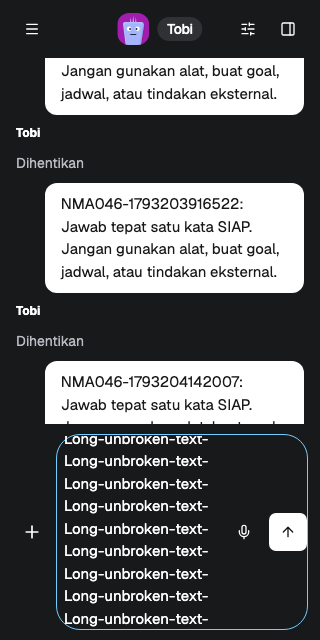 Tobi
Jangan gunakan alat, buat goal,
jadwal, atau tindakan eksternal.
Tobi
Dihentikan
NMA046-1793203916522:
Jawab tepat satu kata SIAP.
Jangan gunakan alat, buat goal,
jadwal, atau tindakan eksternal.
Tobi
Dihentikan
NMA046-1793204142007:
Jawab tepat satu kata SIAP.
Long-unbroken-text-
Long-unbroken-text-
Long-unbroken-text-
Long-unbroken-text-
Long-unbroken-text-
Long-unbroken-text-
Long-unbroken-text-
Long-unbroken-text-
Long-unbroken-text-